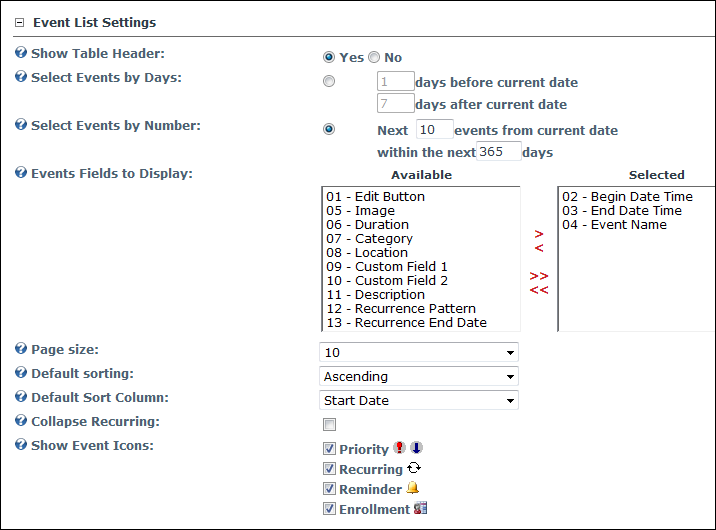 Event List Settings
Show Table Header: Yes No
Select Events by Days: 1 days before current date
7 days after current date
Select Events by Number: Next 10 events from current date
within the next 365 days
Events Fields to Display: Available Selected
01 - Edit Button
05 - Image
06 - Duration
07 - Category
08 - Location
09 - Custom Field 1
10 - Custom Field 2
11 - Description
12 - Recurrence Pattern
13 - Recurrence End Date
>
<
>>
<<
02 - Begin Date Time
03 - End Date Time
04 - Event Name
Page size: 10
Default sorting: Ascending
Default Sort Column: Start Date
Collapse Recurring:
Show Event Icons: Priority
Recurring
Reminder
Enrollment